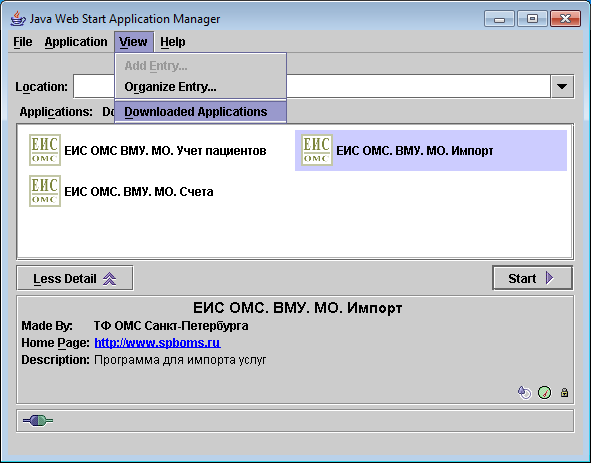 Java Web Start Application Manager
File Application View Help
Add Entry...
Organize Entry...
Location:
Downloaded Applications
Applications: Do
ЕИС ОМС ЕИС ОМС ВМУ. МО. Учет пациентов
ЕИС ОМС ЕИС ОМС. ВМУ. МО. Импорт
ЕИС ОМС ЕИС ОМС. ВМУ. МО. Счета
Less Detail
Start
ЕИС ОМС. ВМУ. МО. Импорт
Made By: ТФ ОМС Санкт-Петербурга
Home Page: http://www.spboms.ru
Description: Программа для импорта услуг